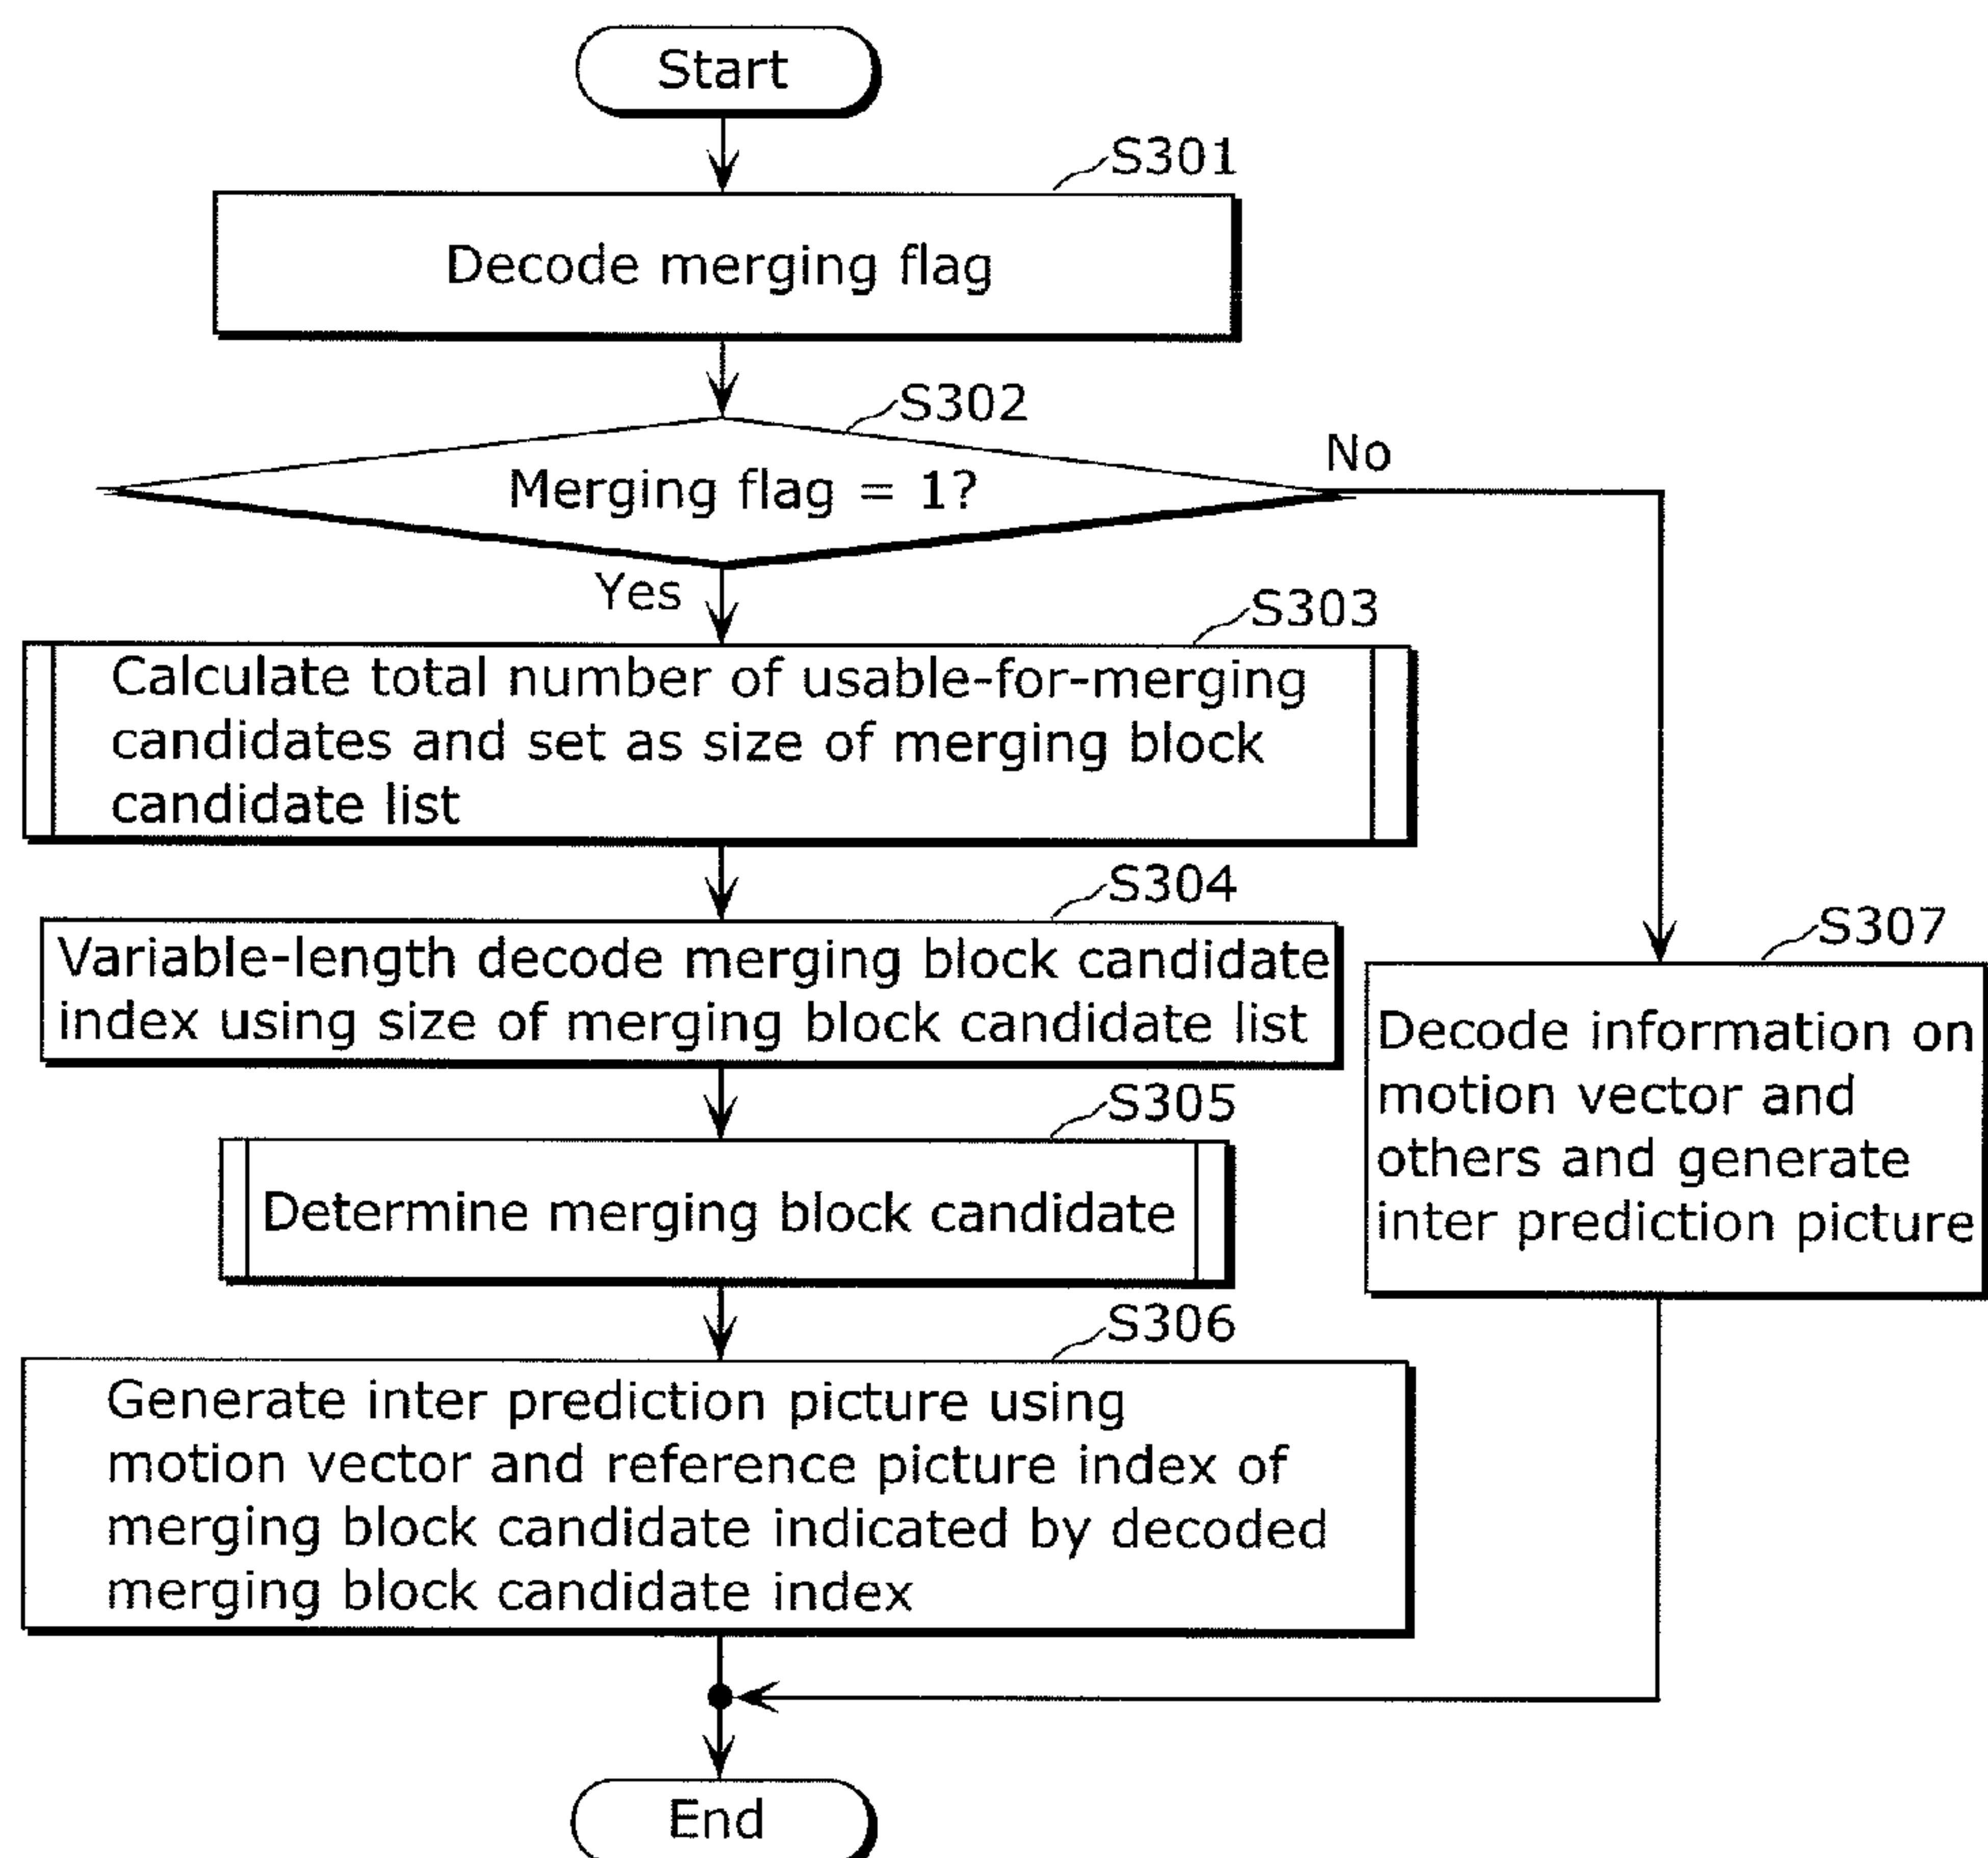 Start
S301
Decode merging flag
S302
Merging flag = 1?
No
Yes
S303
Calculate total number of usable-for-merging
candidates and set as size of merging block
candidate list
S304
Variable-length decode merging block candidate
index using size of merging block candidate list
S307
Decode information on
motion vector and
others and generate
inter prediction picture
S305
Determine merging block candidate
S306
Generate inter prediction picture using
motion vector and reference picture index of
merging block candidate indicated by decoded
merging block candidate index
End